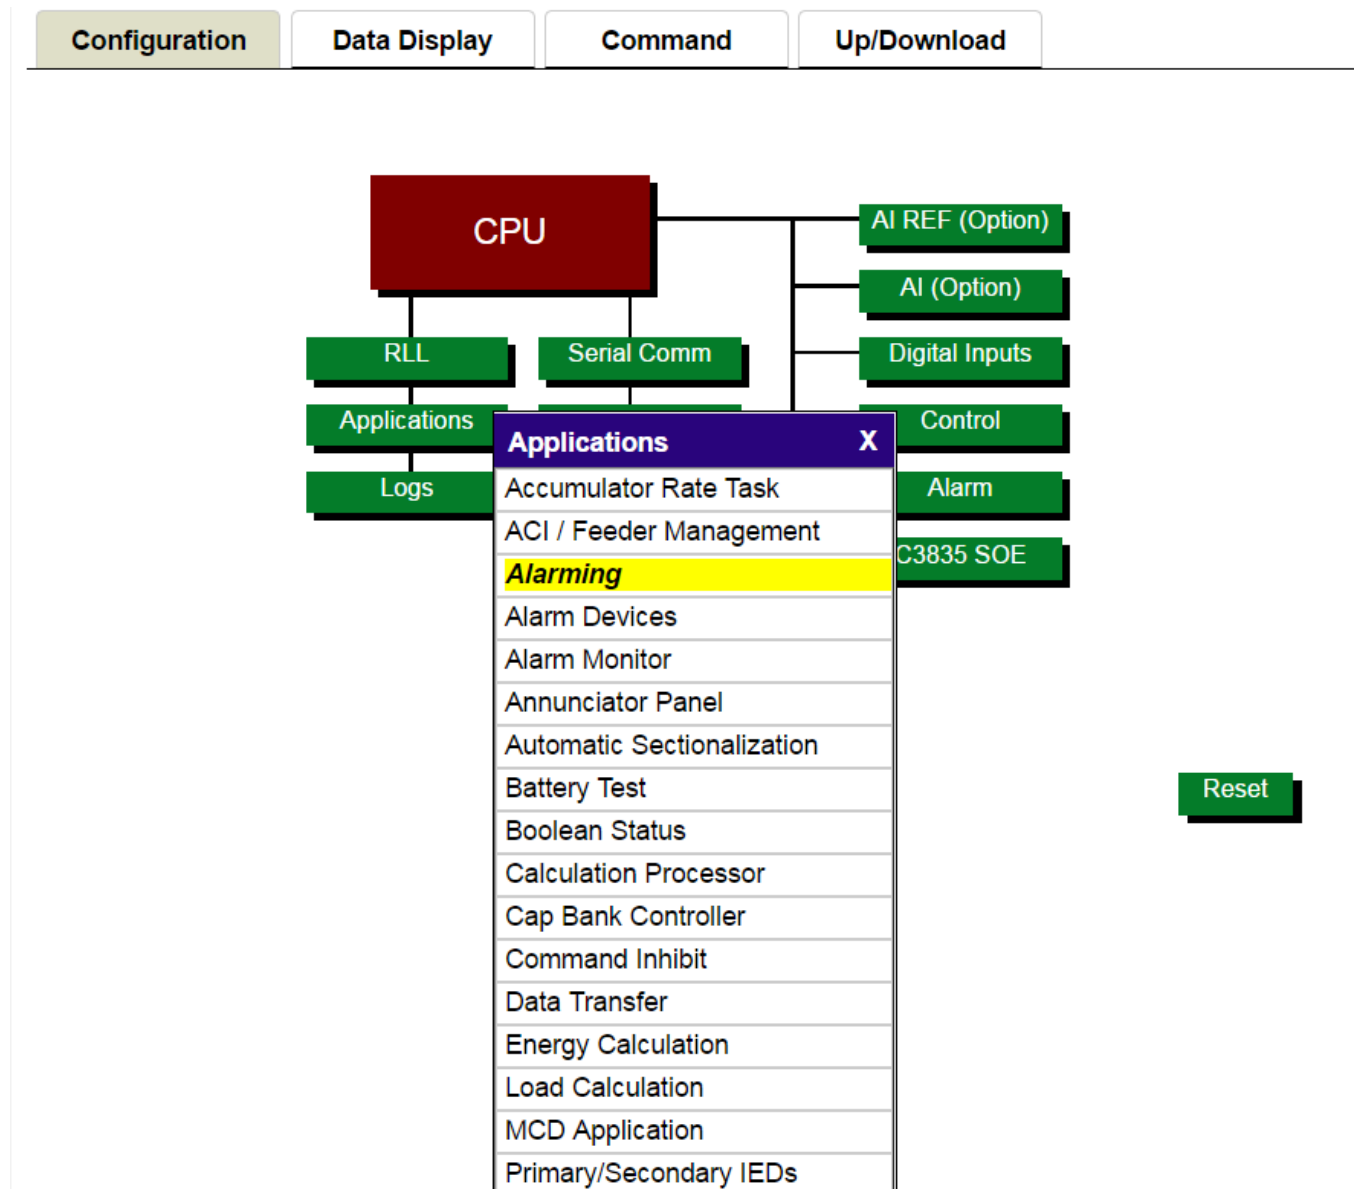 Configuration
Data Display
Command
Up/Download
CPU
AI REF (Option)
AI (Option)
RLL
Serial Comm
Digital Inputs
Applications
Control
Logs
Alarm
C3835 SOE
Applications X
Accumulator Rate Task
ACI / Feeder Management
Alarming
Alarm Devices
Alarm Monitor
Annunciator Panel
Automatic Sectionalization
Battery Test
Boolean Status
Calculation Processor
Cap Bank Controller
Command Inhibit
Data Transfer
Energy Calculation
Load Calculation
MCD Application
Primary/Secondary IEDs
Reset